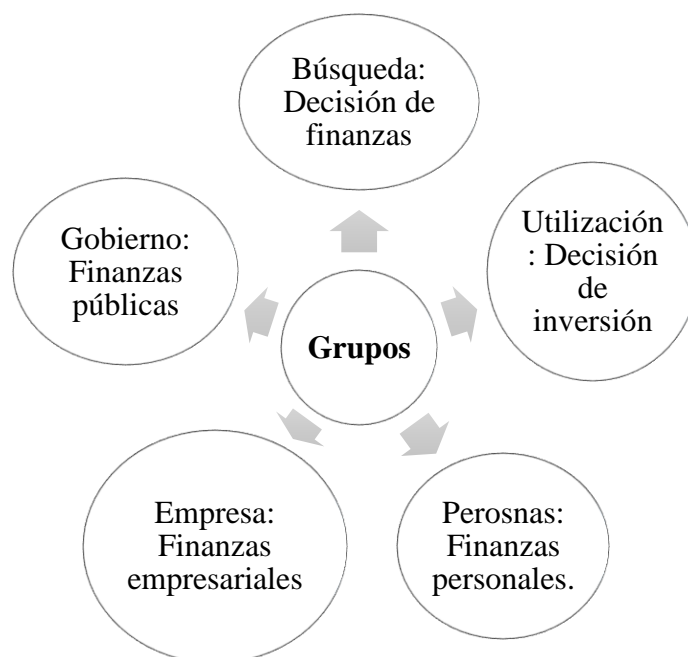 Búsqueda:
Decisión de
finanzas
Utilización
: Decisión
de
inversión
Perosnas:
Finanzas
personales.
Empresa:
Finanzas
empresariales
Gobierno:
Finanzas
públicas
Grupos